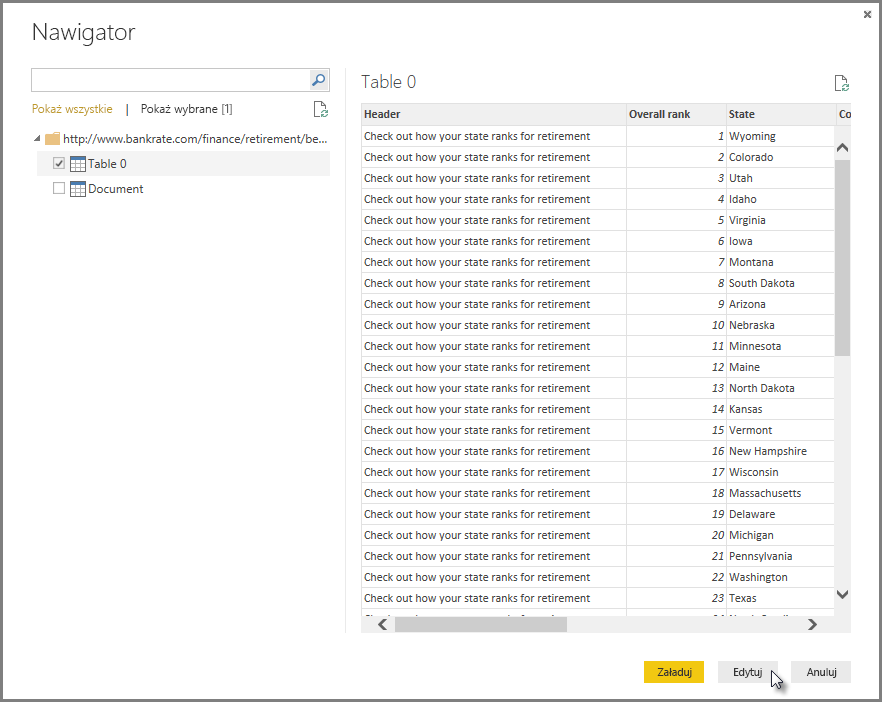 Nawigator
Pokaż wszystkie | Pokaż wybrane [1]
http://www.bankrate.com/finance/retirement/be...
Table 0
Document
Table 0
Header Overall rank State Co
Check out how your state ranks for retirement 1 Wyoming
Check out how your state ranks for retirement 2 Colorado
Check out how your state ranks for retirement 3 Utah
Check out how your state ranks for retirement 4 Idaho
Check out how your state ranks for retirement 5 Virginia
Check out how your state ranks for retirement 6 Iowa
Check out how your state ranks for retirement 7 Montana
Check out how your state ranks for retirement 8 South Dakota
Check out how your state ranks for retirement 9 Arizona
Check out how your state ranks for retirement 10 Nebraska
Check out how your state ranks for retirement 11 Minnesota
Check out how your state ranks for retirement 12 Maine
Check out how your state ranks for retirement 13 North Dakota
Check out how your state ranks for retirement 14 Kansas
Check out how your state ranks for retirement 15 Vermont
Check out how your state ranks for retirement 16 New Hampshire
Check out how your state ranks for retirement 17 Wisconsin
Check out how your state ranks for retirement 18 Massachusetts
Check out how your state ranks for retirement 19 Delaware
Check out how your state ranks for retirement 20 Michigan
Check out how your state ranks for retirement 21 Pennsylvania
Check out how your state ranks for retirement 22 Washington
Check out how your state ranks for retirement 23 Texas
Załaduj Edytuj Anuluj